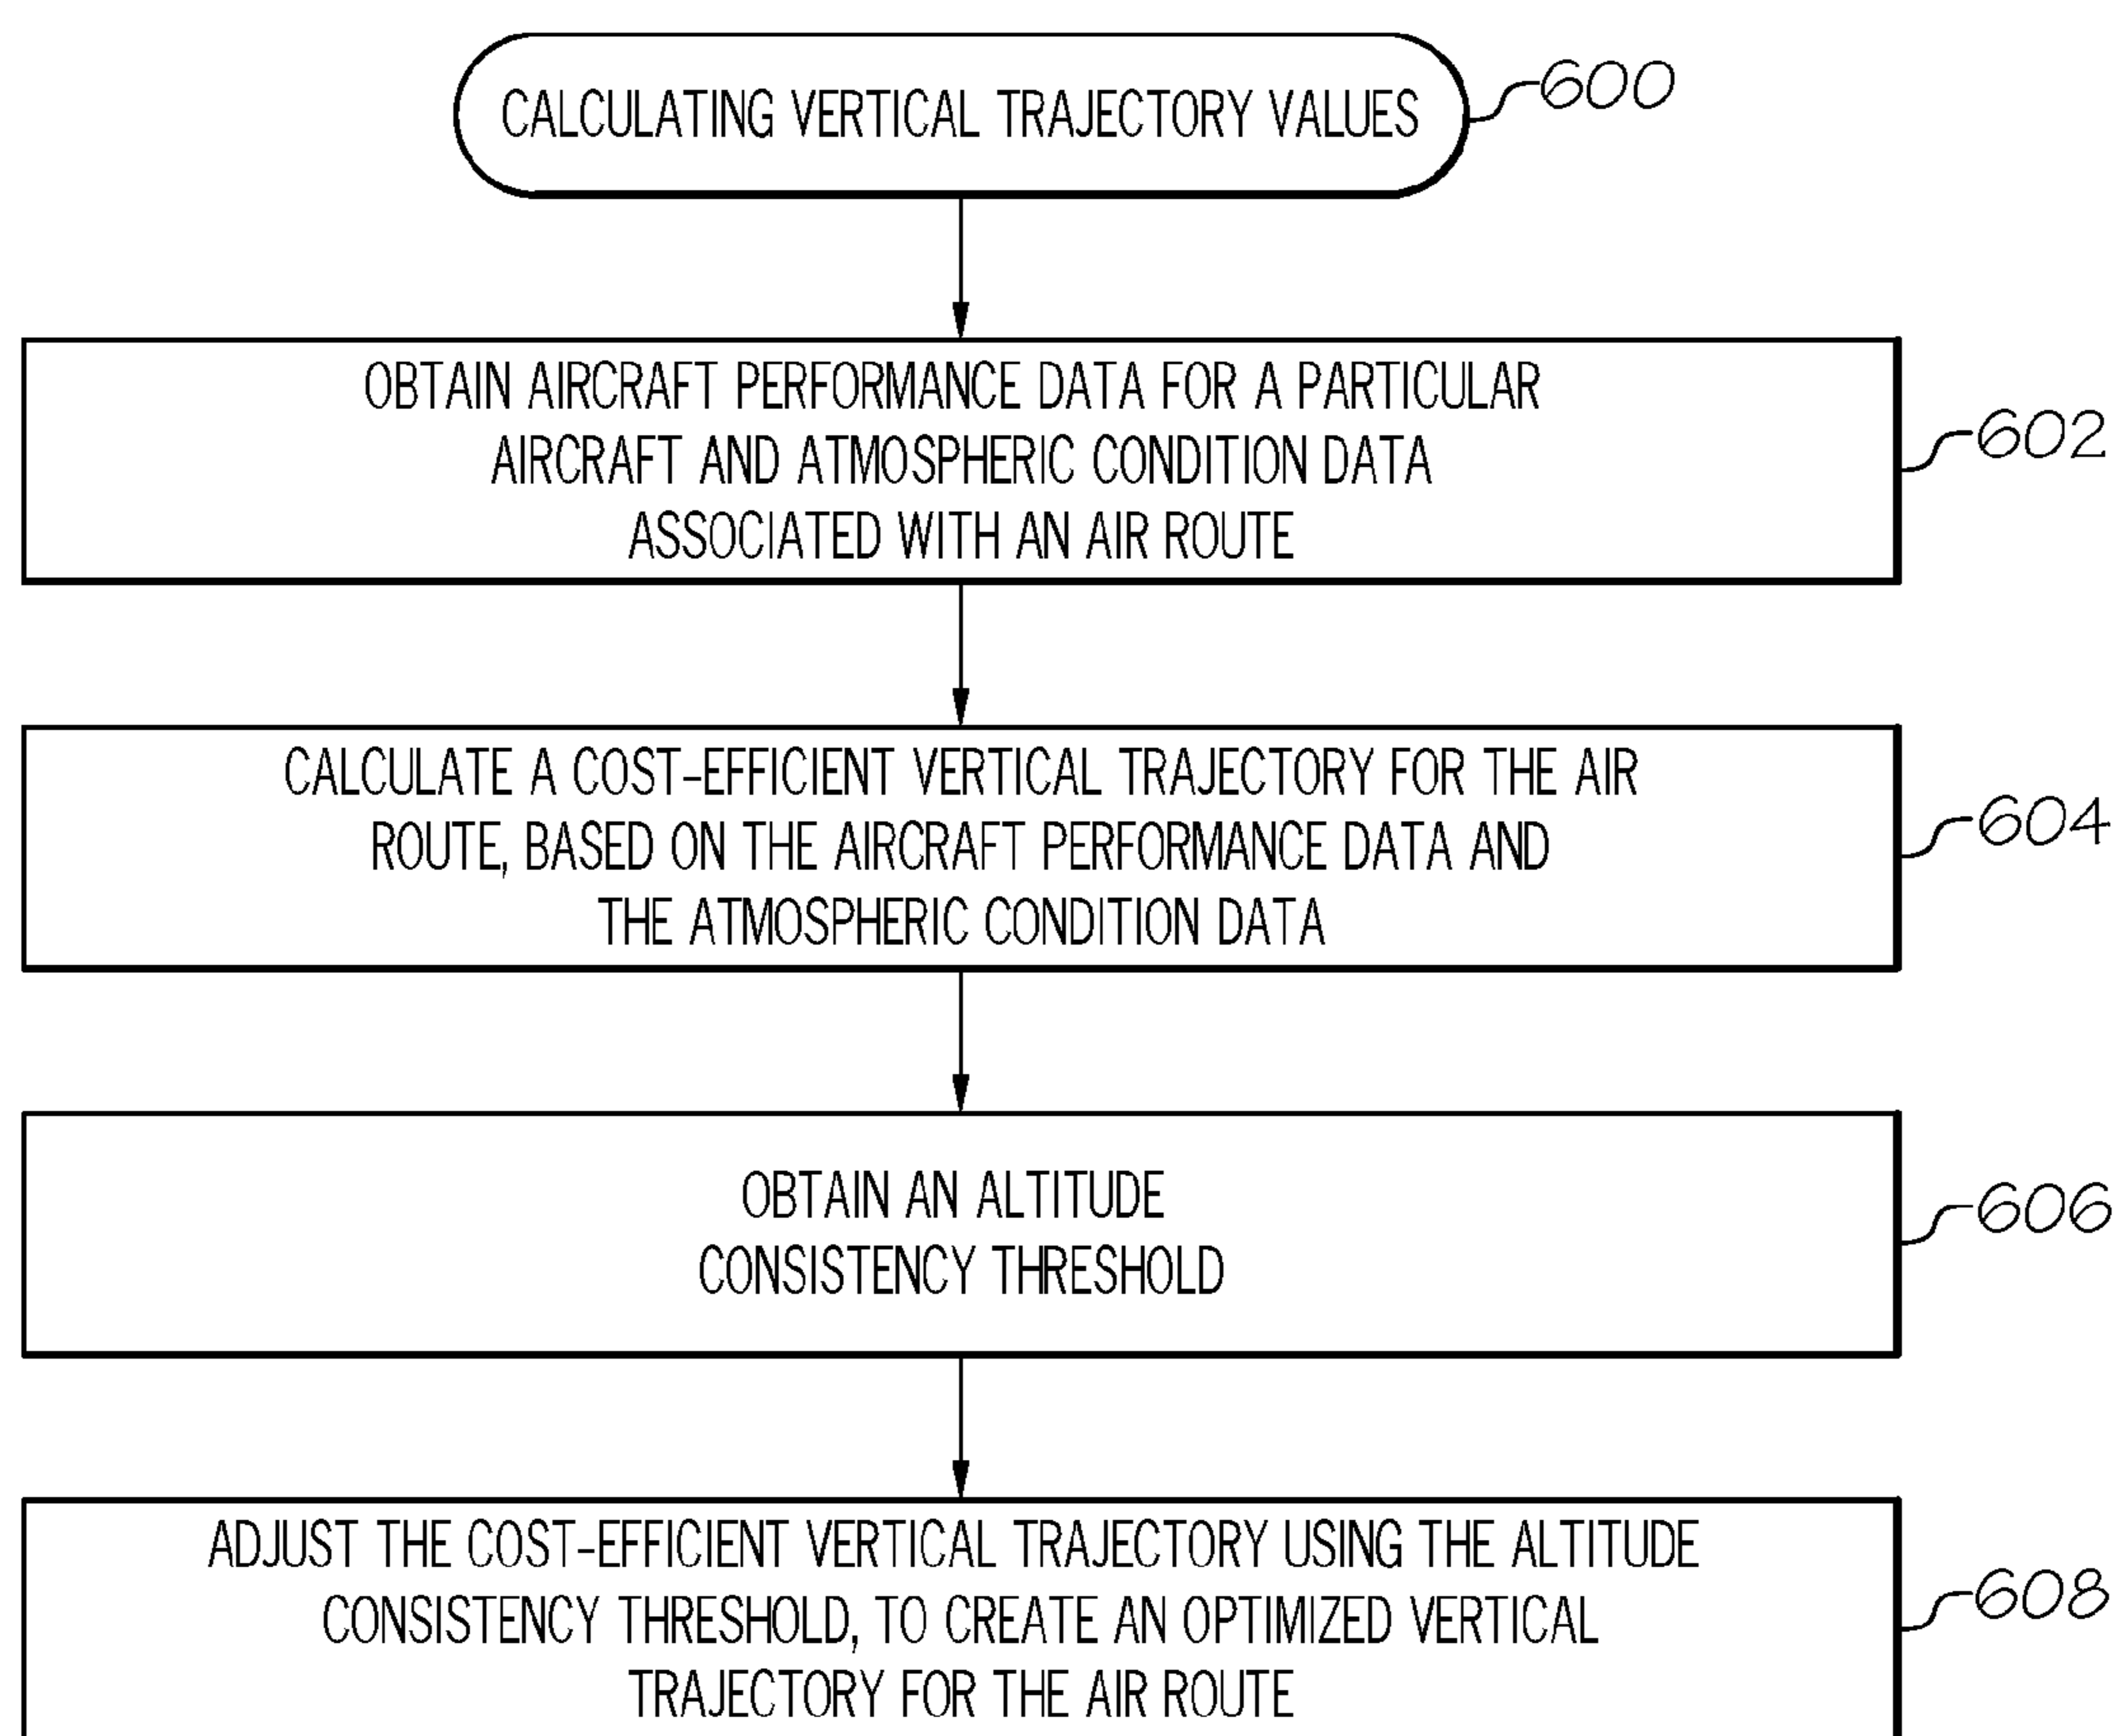 CALCULATING VERTICAL TRAJECTORY VALUES
600
OBTAIN AIRCRAFT PERFORMANCE DATA FOR A PARTICULAR
AIRCRAFT AND ATMOSPHERIC CONDITION DATA
ASSOCIATED WITH AN AIR ROUTE
602
CALCULATE A COST-EFFICIENT VERTICAL TRAJECTORY FOR THE AIR
ROUTE, BASED ON THE AIRCRAFT PERFORMANCE DATA AND
THE ATMOSPHERIC CONDITION DATA
604
OBTAIN AN ALTITUDE
CONSISTENCY THRESHOLD
606
ADJUST THE COST-EFFICIENT VERTICAL TRAJECTORY USING THE ALTITUDE
CONSISTENCY THRESHOLD, TO CREATE AN OPTIMIZED VERTICAL
TRAJECTORY FOR THE AIR ROUTE
608